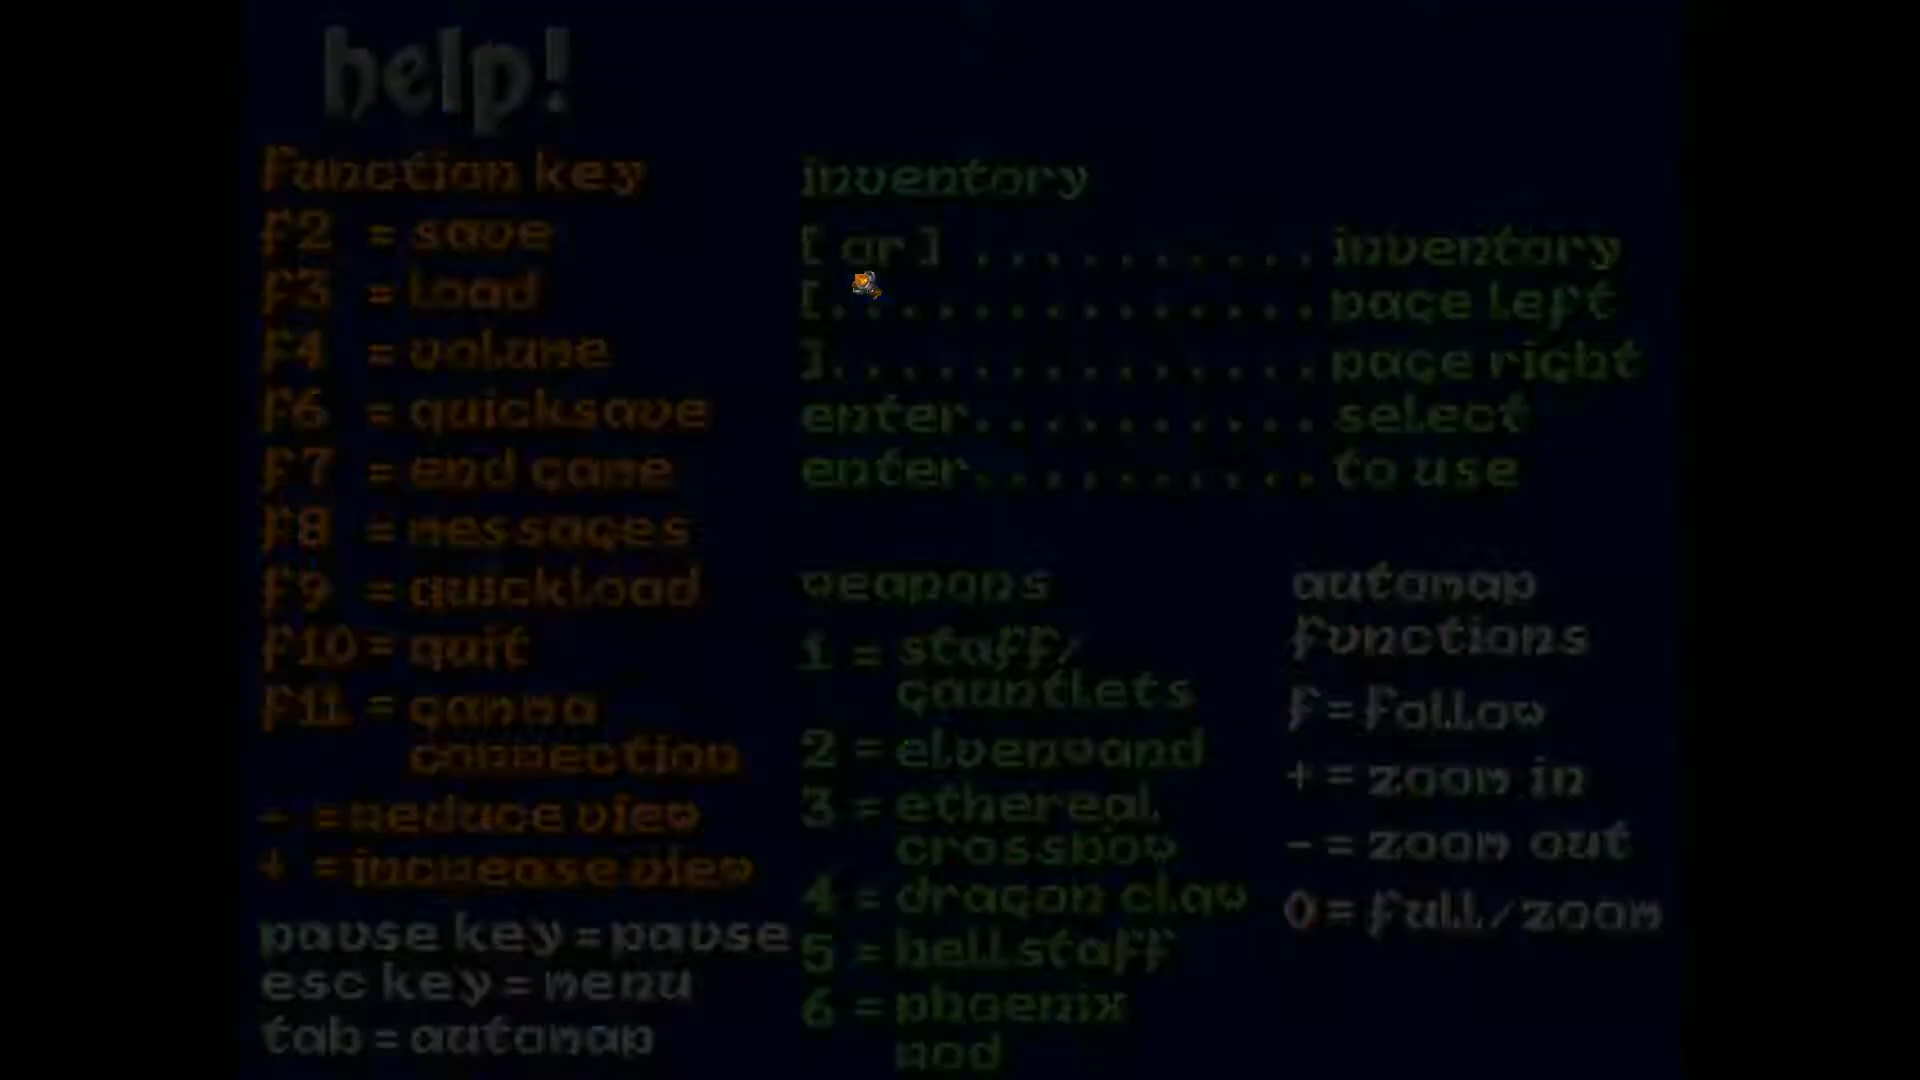 help!
Function key
F2 = save
F3 = load
F4 = volume
F6 = quicksave
F7 = end game
F8 = messages
F9 = quickload
F10 = quit
F11 = gamma
connection
- = reduce view
+ = increase view
pause key = pause
esc key = menu
tab = automap
inventory
[ or ] .......... inventory
[.............. page left
].............. page right
enter.......... select
enter.......... to use
weapons
1 = staff/
gauntlets
2 = elvenwand
3 = ethereal
crossbow
4 = dragon claw
5 = hellstaff
6 = phoenix
rod
automap
functions
f = follow
+ = zoom in
- = zoom out
0 = full/zoom